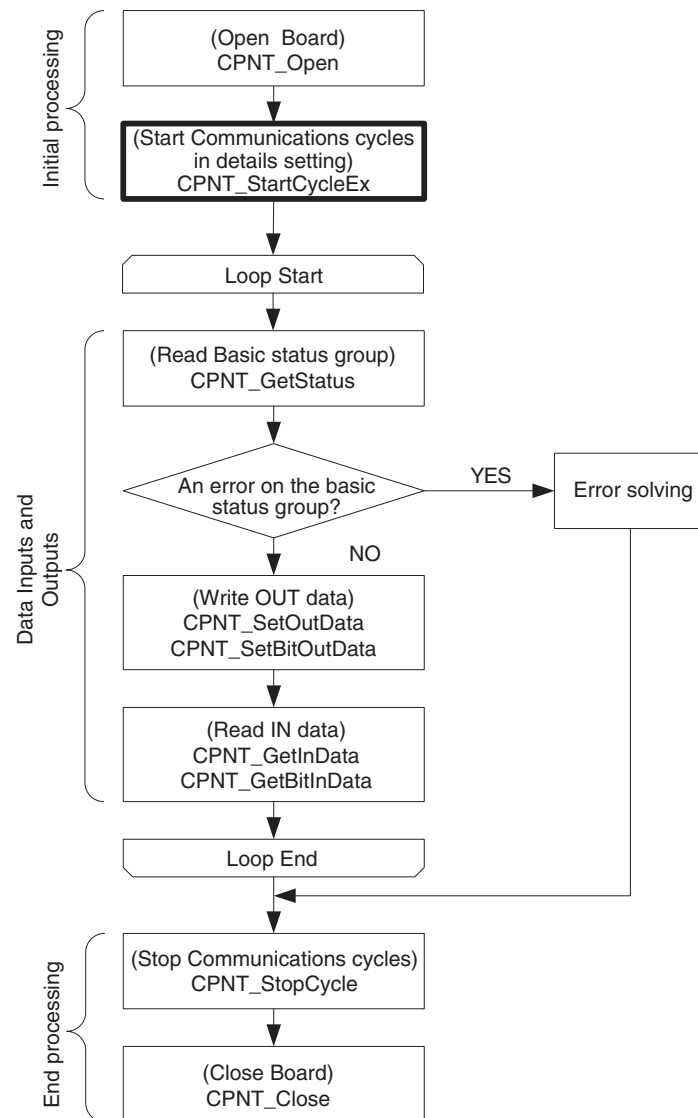 Initial processing
(Open Board)
CPNT_Open
(Start Communications cycles
in details setting)
CPNT_StartCycleEx
Loop Start
Data Inputs and
Outputs
(Read Basic status group)
CPNT_GetStatus
An error on the basic
status group?
YES
Error solving
NO
(Write OUT data)
CPNT_SetOutData
CPNT_SetBitOutData
(Read IN data)
CPNT_GetInData
CPNT_GetBitInData
Loop End
End processing
(Stop Communications cycles)
CPNT_StopCycle
(Close Board)
CPNT_Close